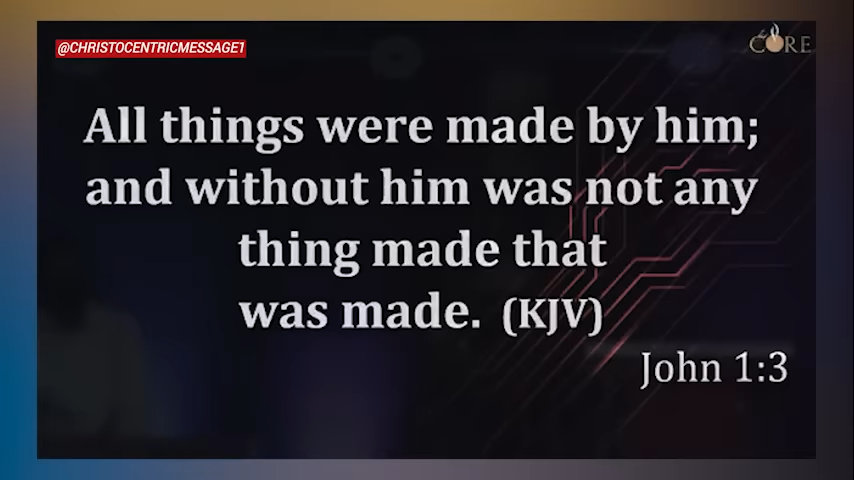 @CHRISTOCENTRICMESSAGE1
CORE
All things were made by him;
and without him was not any
thing made that
was made. (KJV)
John 1:3